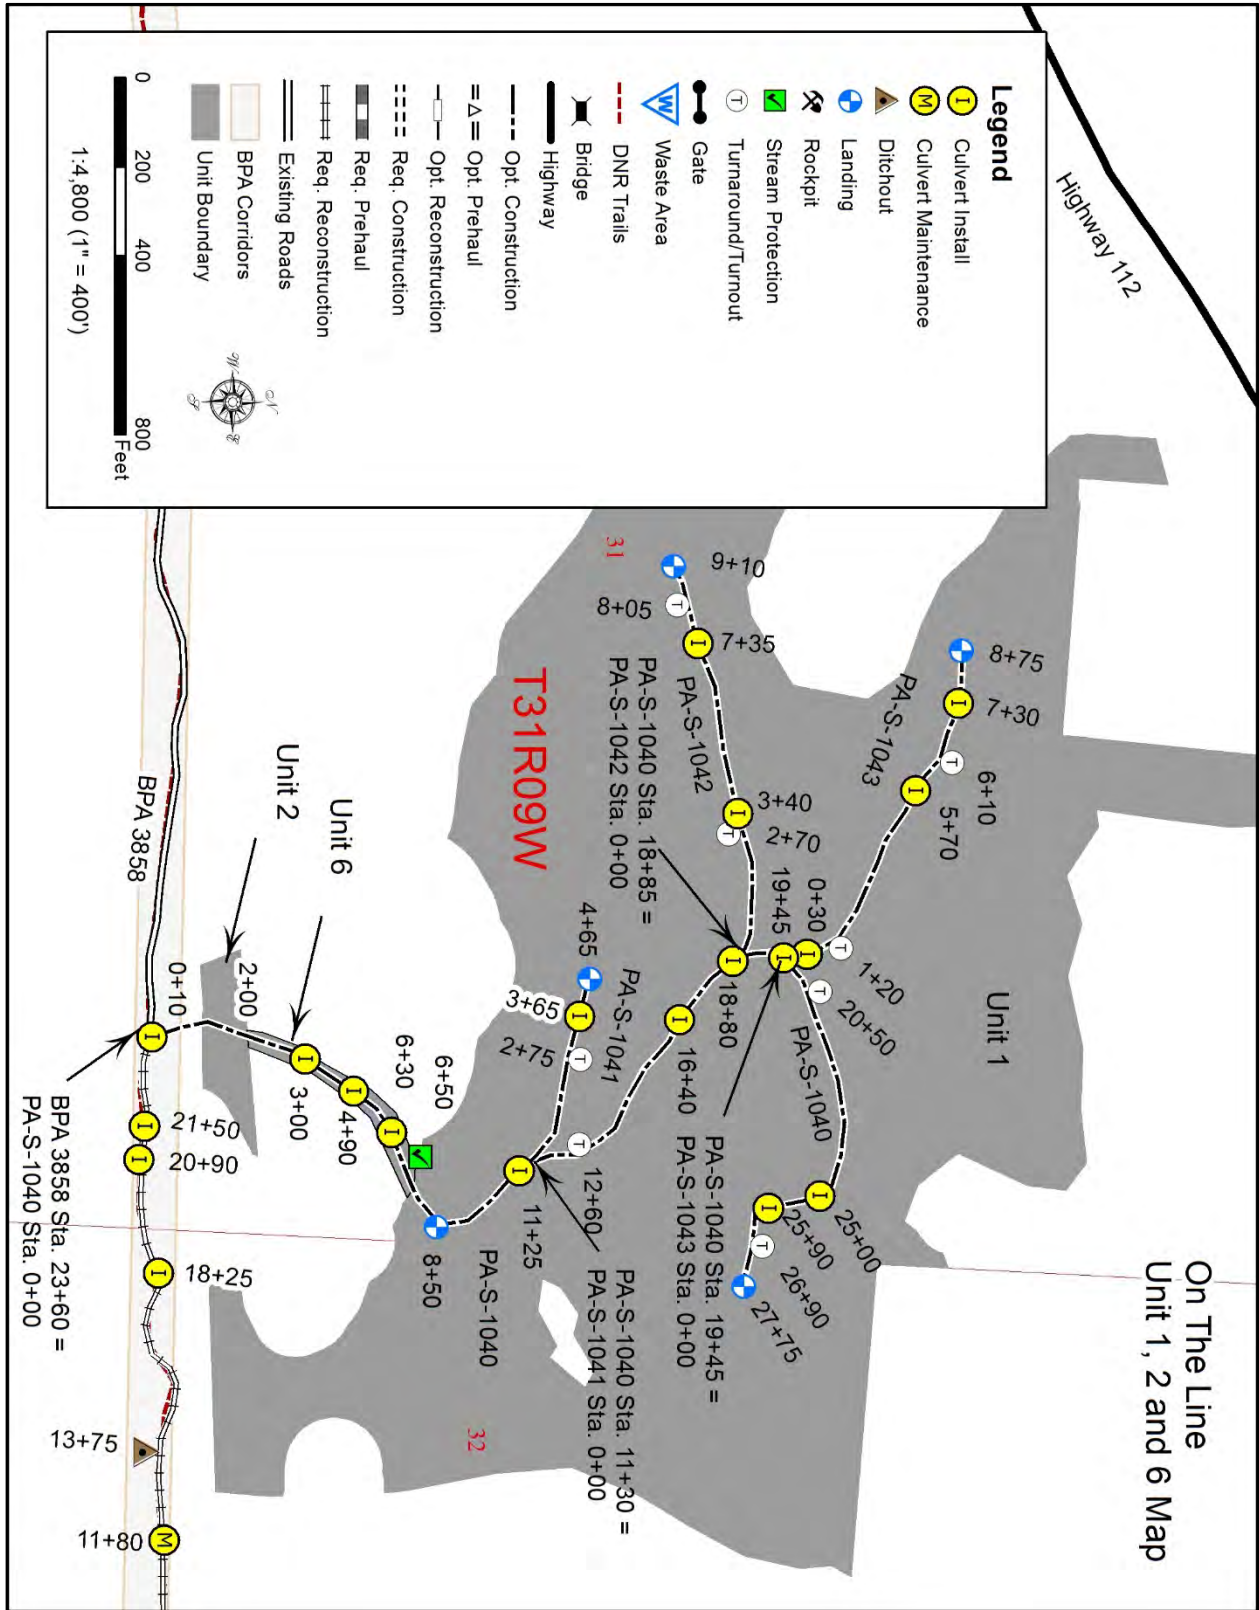 On The Line
Unit 1, 2 and 6 Map
Legend
Culvert Install
Culvert Maintenance
Ditchout
Landing
Rockpit
Stream Protection
Turnaround/Turnout
Gate
Waste Area
DNR Trails
Bridge
Highway
Opt. Construction
Opt. Prehaul
Opt. Reconstruction
Req. Construction
Req. Prehaul
Req. Reconstruction
Existing Roads
BPA Corridors
Unit Boundary
I
M
T
W
N
W
E
S
0
200
400
800
Feet
1:4,800 (1" = 400')
Highway 112
31
9+10
8+05
T
I
7+35
PA-S-1042
I
3+40
T
2+70
PA-S-1040 Sta. 18+85 =
PA-S-1042 Sta. 0+00
8+75
I
7+30
PA-S-1043
T
6+10
I
5+70
T
1+20
I
0+30
I
19+45
T
20+50
Unit 1
PA-S-1040
I
18+80
I
16+40
I
25+00
I
25+90
T
26+90
27+75
PA-S-1040 Sta. 19+45 =
PA-S-1043 Sta. 0+00
T31R09W
4+65
PA-S-1041
I
3+65
T
2+75
T
12+60
I
11+25
PA-S-1040 Sta. 11+30 =
PA-S-1041 Sta. 0+00
PA-S-1040
8+50
32
6+50
6+30
I
4+90
I
3+00
I
2+00
Unit 6
Unit 2
BPA 3858
0+10
I
BPA 3858 Sta. 23+60 =
PA-S-1040 Sta. 0+00
I
21+50
I
20+90
I
18+25
13+75
M
11+80